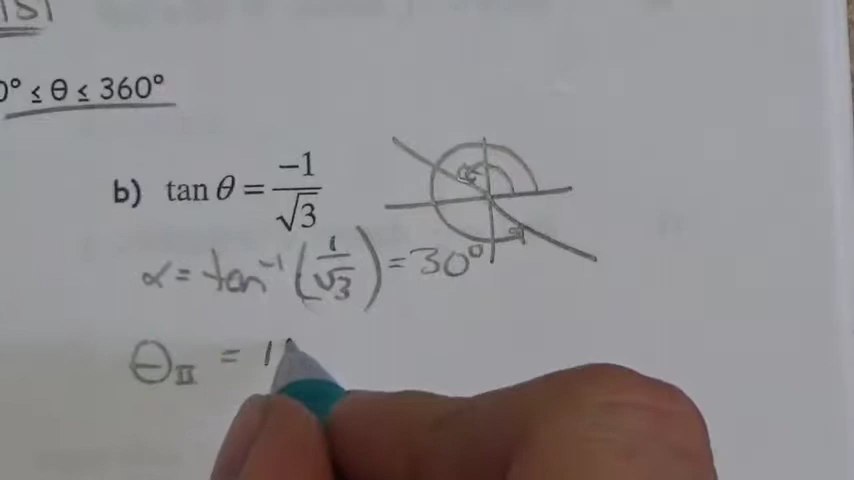 0° ≤ θ ≤ 360°
b) tan θ = -1/√3
α = tan⁻¹(1/√3) = 30°
θ_II = 1